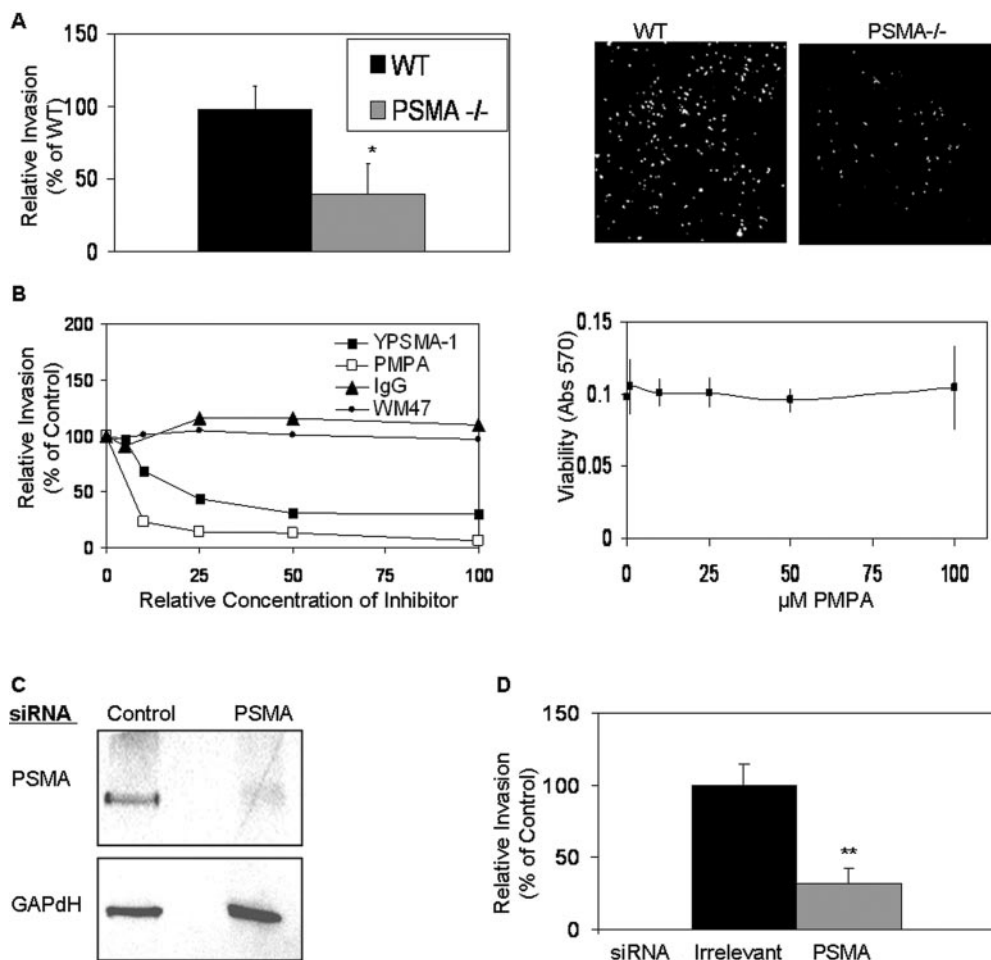 A
Relative Invasion
(% of WT)
150
100
50
0
WT
PSMA -/-
*
WT
PSMA-/-
B
Relative Invasion
(% of Control)
200
150
100
50
0
0 25 50 75 100
Relative Concentration of Inhibitor
YPSMA-1
PMPA
IgG
WM47
Viability (Abs 570)
0.15
0.1
0.05
0
0 25 50 75 100
µM PMPA
C
siRNA
Control
PSMA
PSMA
GAPdH
D
Relative Invasion
(% of Control)
150
100
50
0
**
siRNA Irrelevant PSMA